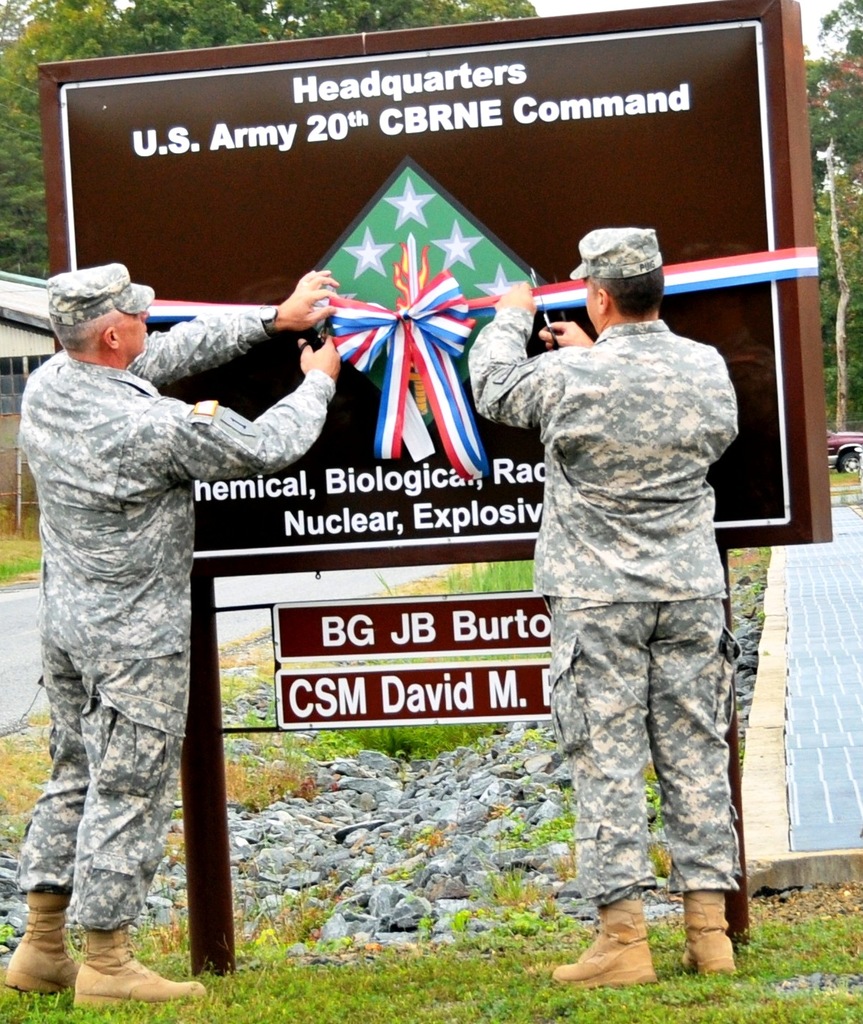 Headquarters
U.S. Army 20th CBRNE Command
hemical, Biological, Rad
Nuclear, Explosiv
BG JB Burto
CSM David M.